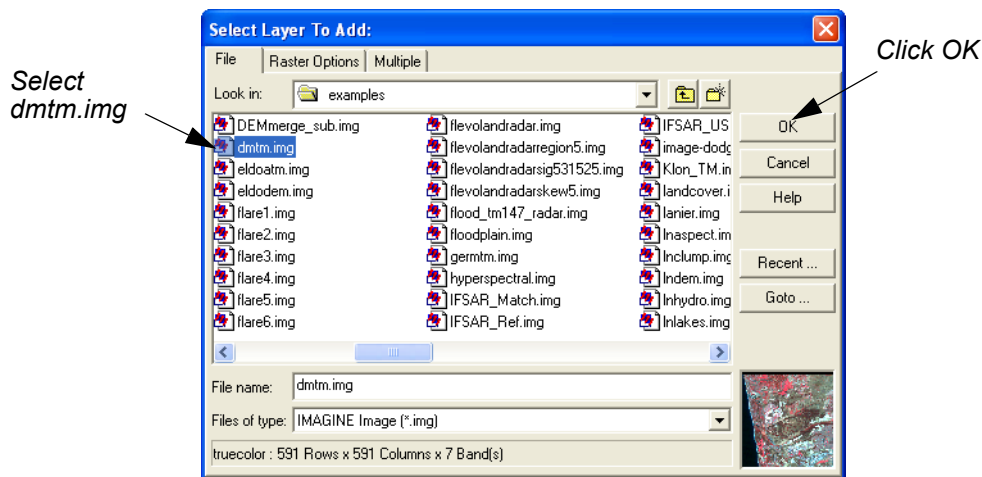 Select Layer To Add:
File Raster Options Multiple
Click OK
Select
dmtm.img
Look in: examples
DEMmerge_sub.img flevolandradar.img IFSAR_US
dmtm.img flevolandradarregion5.img image-dodg
eldoatm.img flevolandradarsig531525.img Klon_TM.in
eldodem.img flevolandradarskew5.img landcover.i
flare1.img flood_tm147_radar.img lanier.img
flare2.img floodplain.img lnaspect.im
flare3.img germtm.img lnclump.img
flare4.img hyperspectral.img lndem.img
flare5.img IFSAR_Match.img lnhydro.img
flare6.img IFSAR_Ref.img lnlakes.img
OK
Cancel
Help
Recent ...
Goto ...
File name: dmtm.img
Files of type: IMAGINE Image (*.img)
truecolor : 591 Rows x 591 Columns x 7 Band(s)